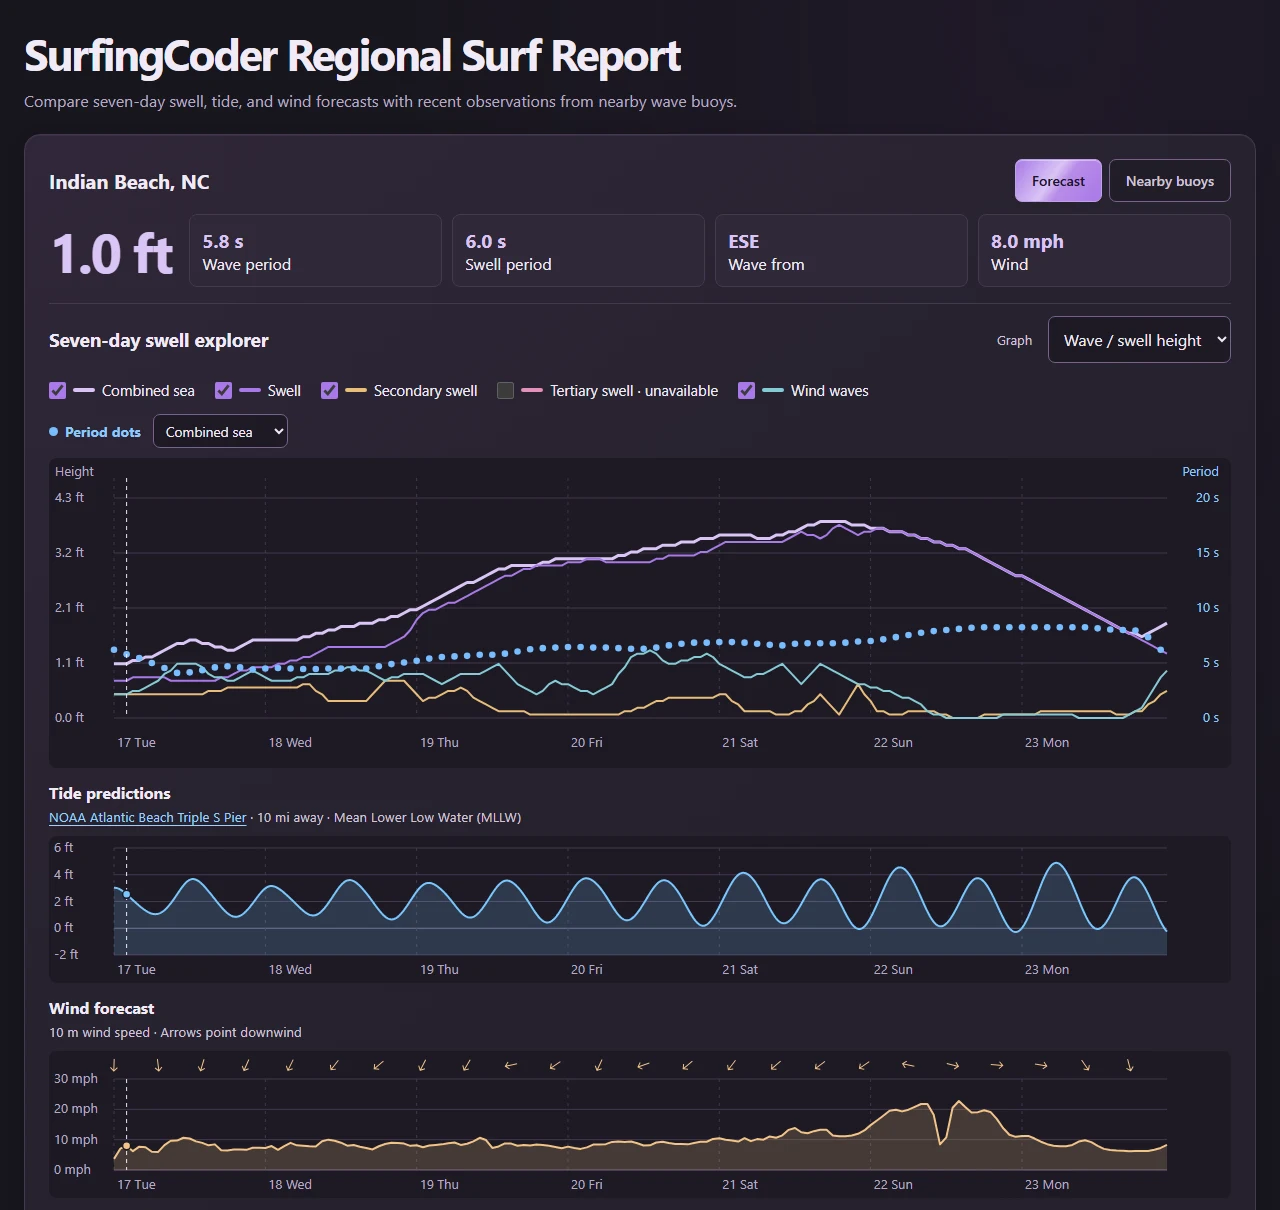 SurfingCoder Regional Surf Report
Compare seven-day swell, tide, and wind forecasts with recent observations from nearby wave buoys.
Indian Beach, NC
Forecast
Nearby buoys
1.0 ft
5.8 s
Wave period
6.0 s
Swell period
ESE
Wave from
8.0 mph
Wind
Seven-day swell explorer
Graph
Wave / swell height
Combined sea
Swell
Secondary swell
Tertiary swell · unavailable
Wind waves
Period dots
Combined sea
Height
Period
4.3 ft
20 s
3.2 ft
15 s
2.1 ft
10 s
1.1 ft
5 s
0.0 ft
0 s
17 Tue
18 Wed
19 Thu
20 Fri
21 Sat
22 Sun
23 Mon
Tide predictions
NOAA Atlantic Beach Triple S Pier · 10 mi away · Mean Lower Low Water (MLLW)
6 ft
4 ft
2 ft
0 ft
-2 ft
17 Tue
18 Wed
19 Thu
20 Fri
21 Sat
22 Sun
23 Mon
Wind forecast
10 m wind speed · Arrows point downwind
30 mph
20 mph
10 mph
0 mph
17 Tue
18 Wed
19 Thu
20 Fri
21 Sat
22 Sun
23 Mon